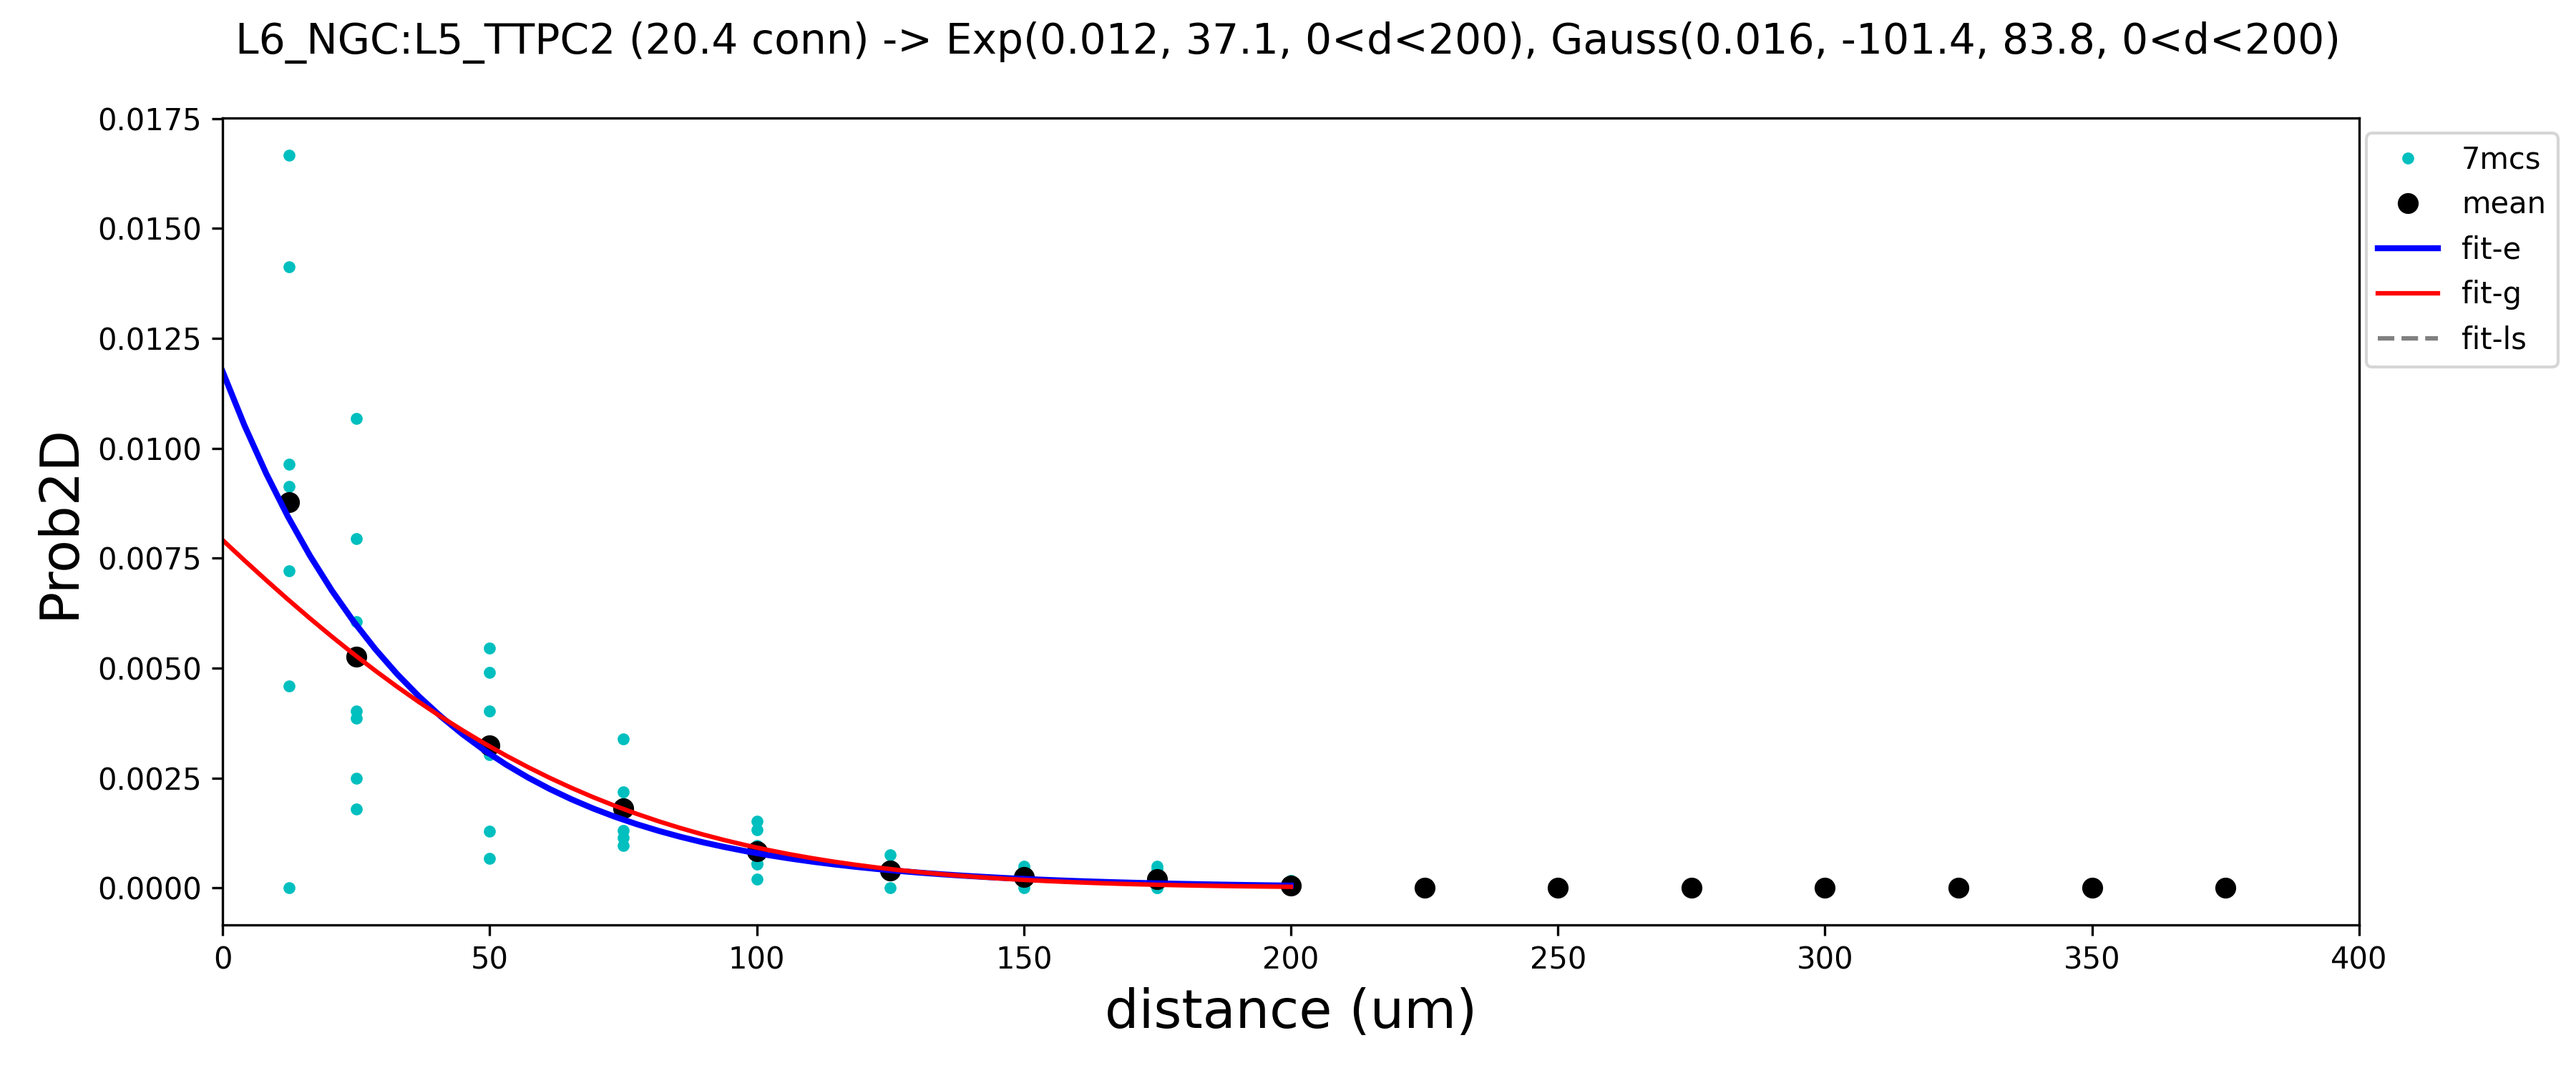 L6_NGC:L5_TTPC2 (20.4 conn) -> Exp(0.012, 37.1, 0<d<200), Gauss(0.016, -101.4, 83.8, 0<d<200)
0.0175
0.0150
0.0125
0.0100
0.0075
0.0050
0.0025
0.0000
Prob2D
0 50 100 150 200 250 300 350 400
distance (um)
7mcs
mean
fit-e
fit-g
fit-ls